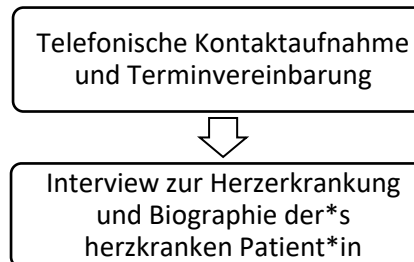 Telefonische Kontaktaufnahme
und Terminvereinbarung
Interview zur Herzerkrankung
und Biographie der*s
herzkranken Patient*in